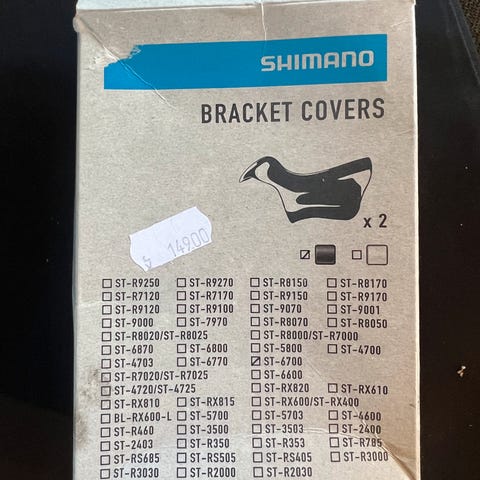 SHIMANO
BRACKET COVERS
x 2
149.00
ST-R9250 ST-R9270 ST-R8150 ST-R8170
ST-R7120 ST-R7170 ST-R9150 ST-R9170
ST-R9120 ST-R9100 ST-9070 ST-9001
ST-9000 ST-7970 ST-R8070 ST-R8050
ST-R8020/ST-R8025 ST-R8000/ST-R7000
ST-6870 ST-6800 ST-5800 ST-4700
ST-4703 ST-6770 ST-6700
ST-R7020/ST-R7025 ST-6600
ST-4720/ST-4725 ST-RX820 ST-RX610
ST-RX810 ST-RX815 ST-RX600/ST-RX400
BL-RX600-L ST-5700 ST-5703 ST-4600
ST-R460 ST-3500 ST-3503 ST-2400
ST-2403 ST-R350 ST-R353 ST-R785
ST-RS685 ST-RS505 ST-RS405 ST-R3000
ST-R3030 ST-R2000 ST-R2030